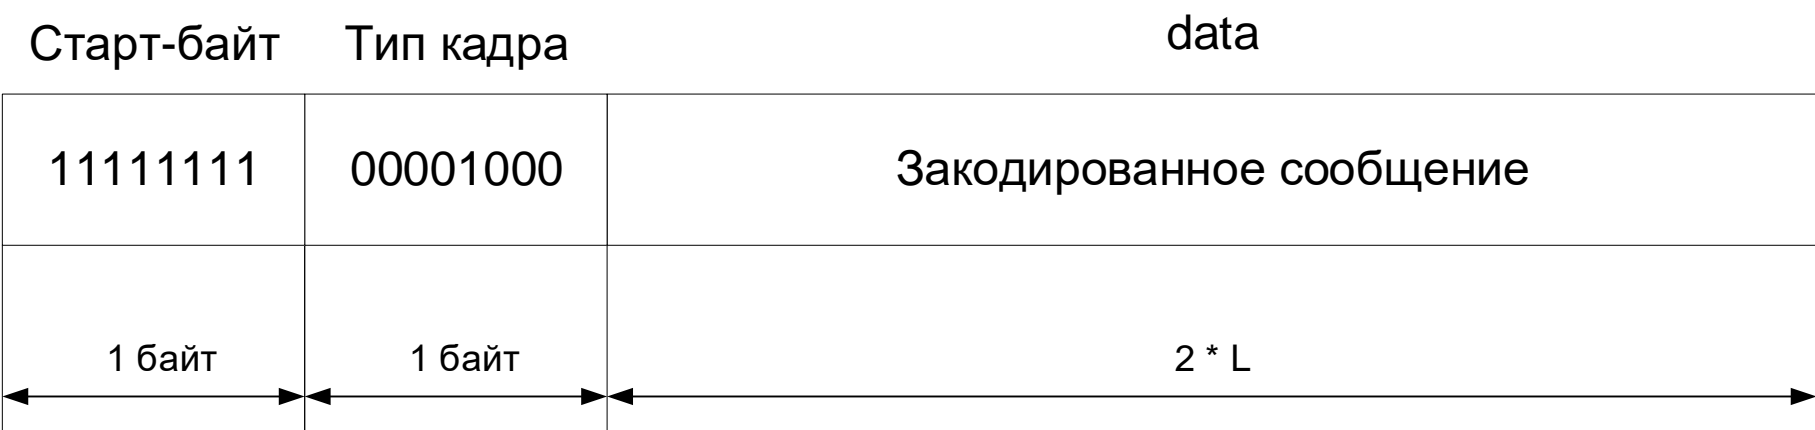 Старт-байт Тип кадра data
11111111 00001000 Закодированное сообщение
1 байт 1 байт 2 * L